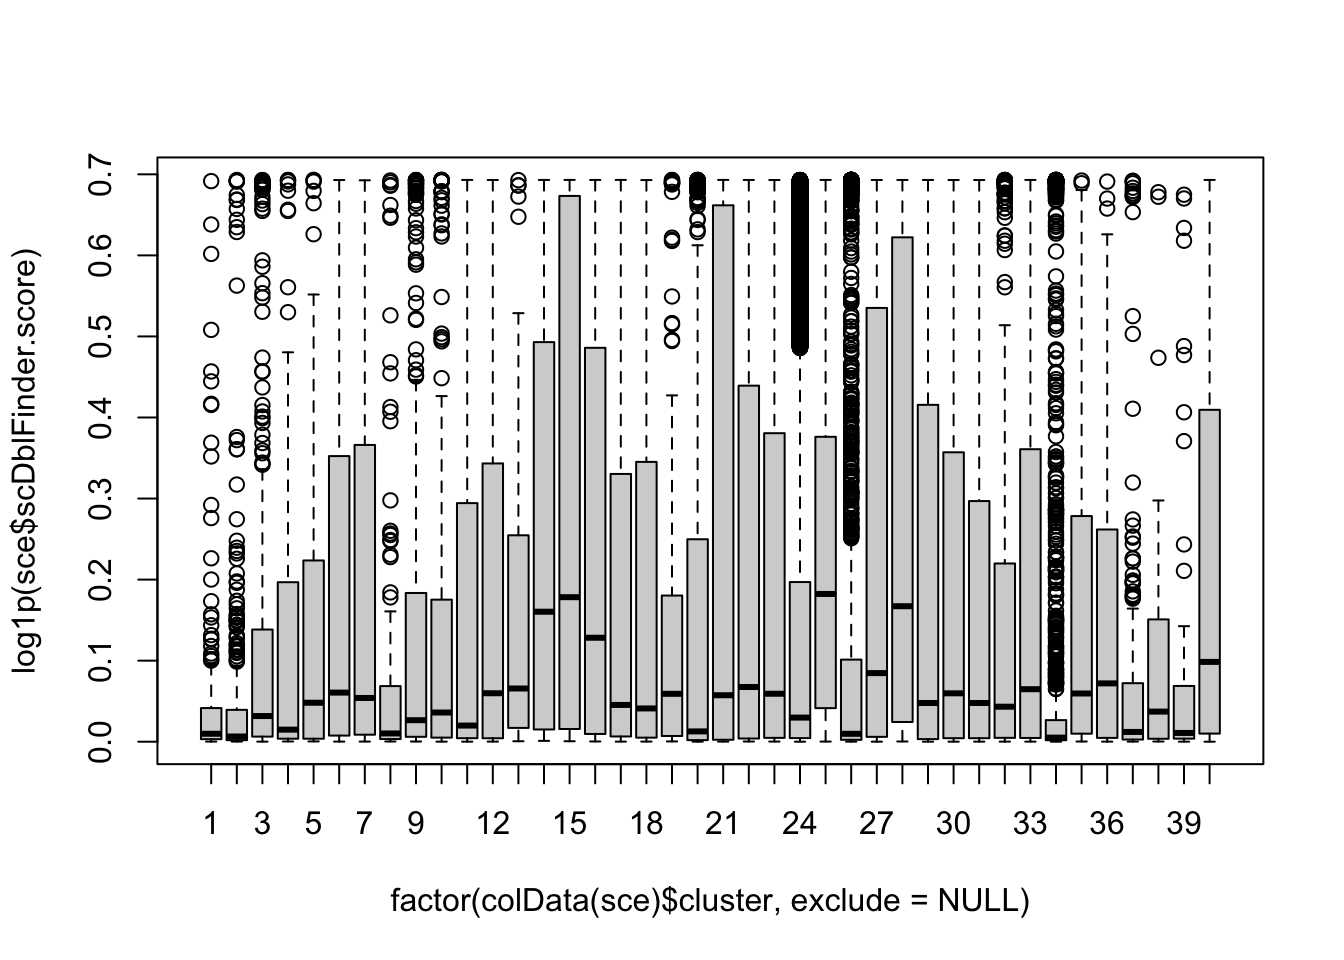 log1p(sce$scDblFinder.score)
0.7
0.6
0.5
0.4
0.3
0.2
0.1
0.0
1 3 5 7 9 12 15 18 21 24 27 30 33 36 39
factor(colData(sce)$cluster, exclude = NULL)